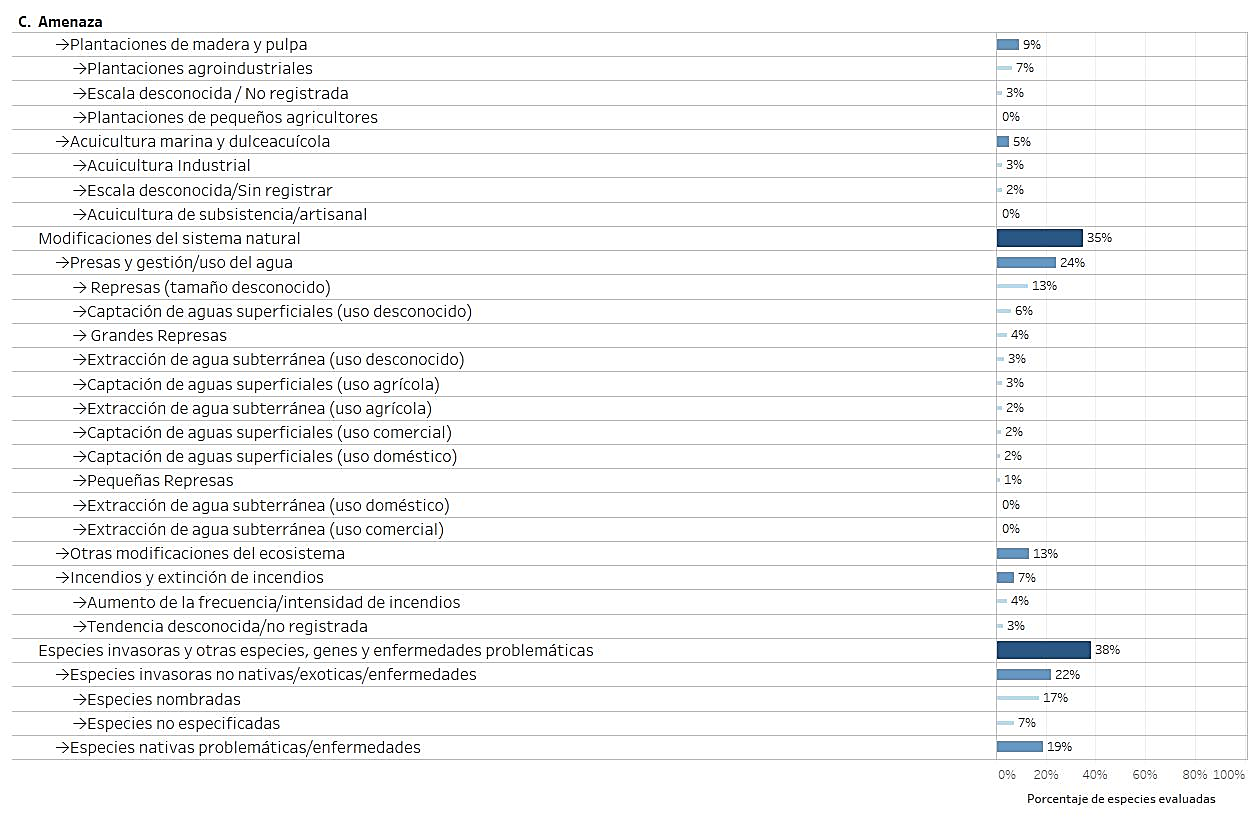 C. Amenaza
→Plantaciones de madera y pulpa 9%
→Plantaciones agroindustriales 7%
→Escala desconocida / No registrada 3%
→Plantaciones de pequeños agricultores 0%
→Acuicultura marina y dulceacuícola 5%
→Acuicultura Industrial 3%
→Escala desconocida/Sin registrar 2%
→Acuicultura de subsistencia/artisanal 0%
Modificaciones del sistema natural 35%
→Presas y gestión/uso del agua 24%
→ Represas (tamaño desconocido) 13%
→Captación de aguas superficiales (uso desconocido) 6%
→ Grandes Represas 4%
→Extracción de agua subterránea (uso desconocido) 3%
→Captación de aguas superficiales (uso agrícola) 3%
→Extracción de agua subterránea (uso agrícola) 2%
→Captación de aguas superficiales (uso comercial) 2%
→Captación de aguas superficiales (uso doméstico) 2%
→Pequeñas Represas 1%
→Extracción de agua subterránea (uso doméstico) 0%
→Extracción de agua subterránea (uso comercial) 0%
→Otras modificaciones del ecosistema 13%
→Incendios y extinción de incendios 7%
→Aumento de la frecuencia/intensidad de incendios 4%
→Tendencia desconocida/no registrada 3%
Especies invasoras y otras especies, genes y enfermedades problemáticas 38%
→Especies invasoras no nativas/exoticas/enfermedades 22%
→Especies nombradas 17%
→Especies no especificadas 7%
→Especies nativas problemáticas/enfermedades 19%
0% 20% 40% 60% 80% 100%
Porcentaje de especies evaluadas